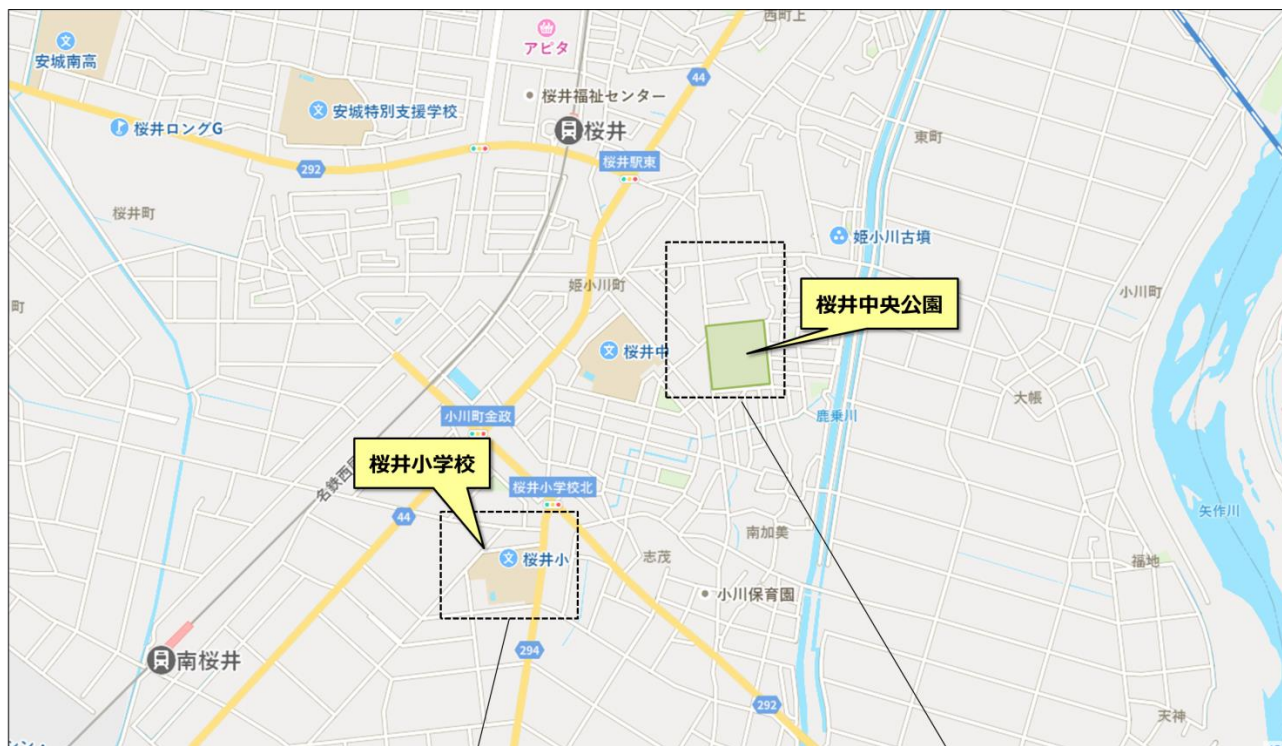 西町上
安城南高
アピタ
44
安城特別支援学校
桜井福祉センター
桜井ロングG
桜井
東町
292
桜井駅東
桜井町
姫小川古墳
姫小川町
小川町
町
桜井中央公園
桜井中
大帳
小川町金政
鹿乗川
桜井小学校
桜井小学校北
名鉄西尾
44
矢作川
南加美
桜井小
志茂
福地
小川保育園
294
南桜井
292
天神